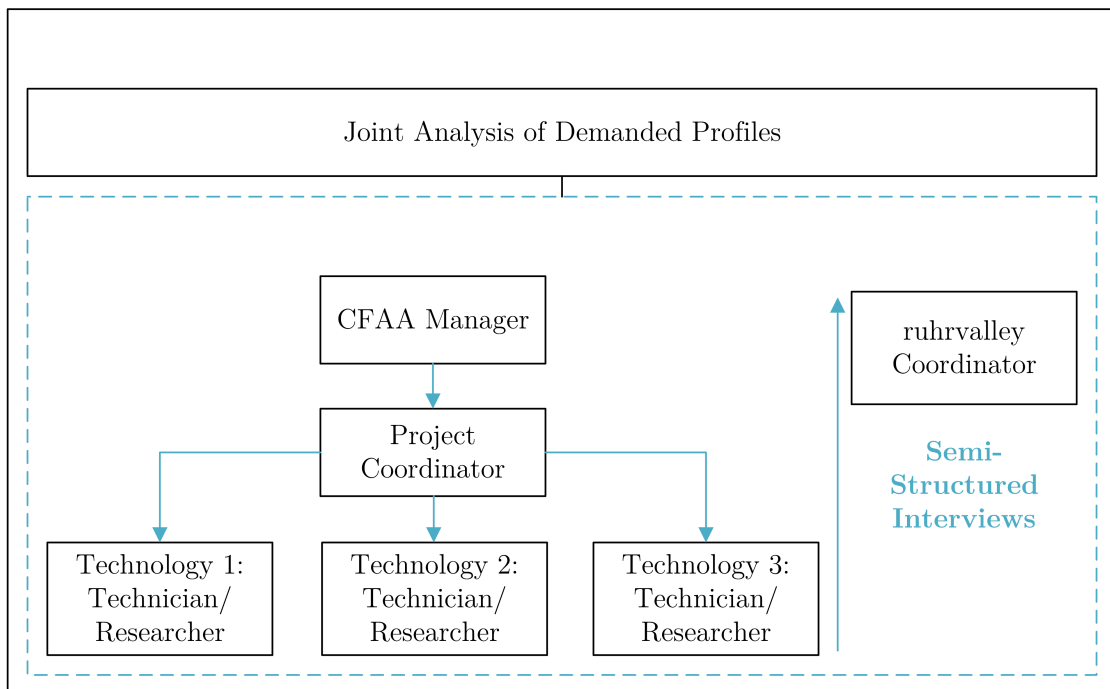 Joint Analysis of Demanded Profiles
CFAA Manager
ruhrvalley
Coordinator
Project
Coordinator
Semi-
Structured
Interviews
Technology 1:
Technician/
Researcher
Technology 2:
Technician/
Researcher
Technology 3:
Technician/
Researcher